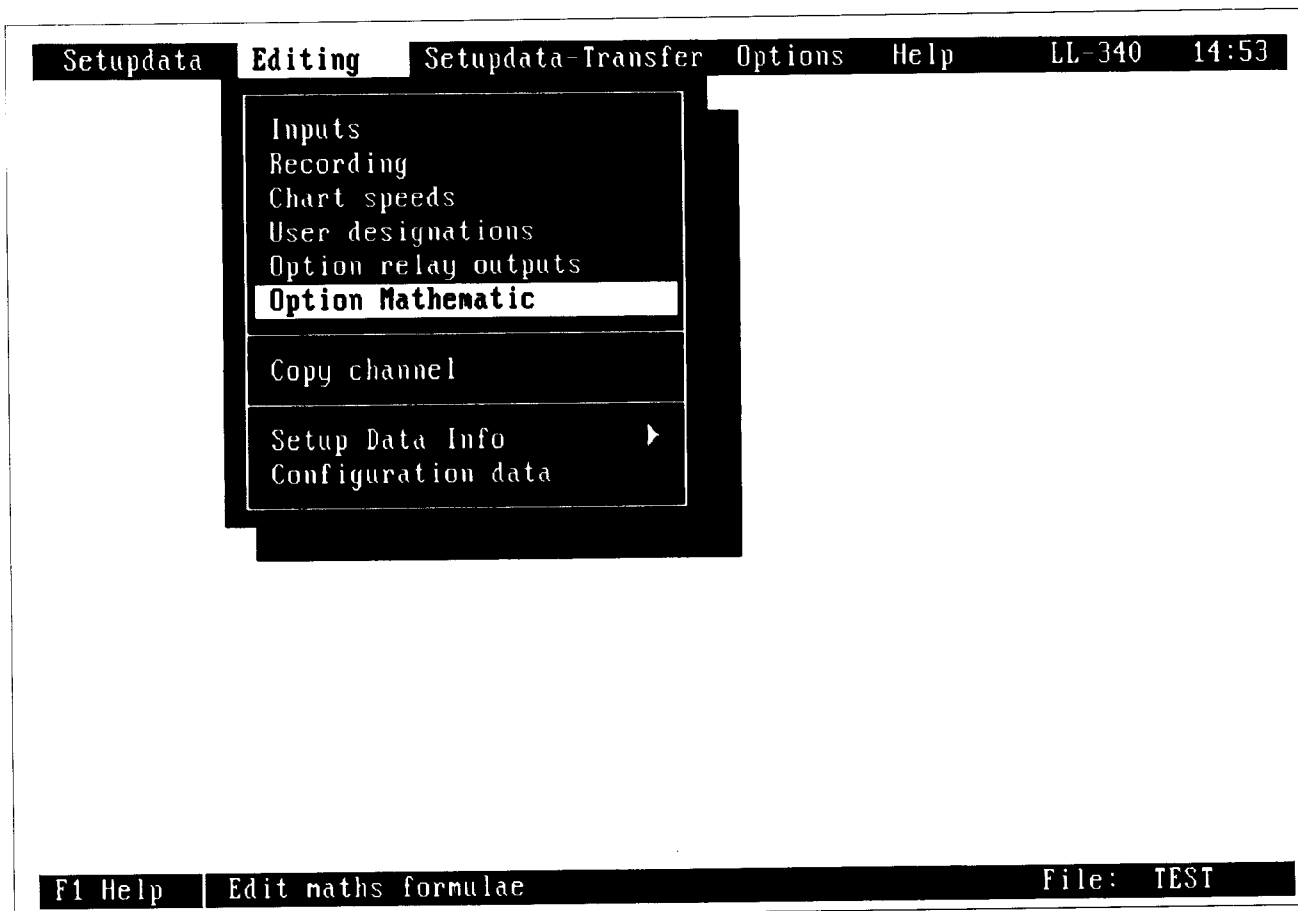 Setupdata Editing Setupdata-Transfer Options Help LL-340 14:53
Inputs
Recording
Chart speeds
User designations
Option relay outputs
Option Mathematic
Copy channel
Setup Data Info
Configuration data
F1 Help Edit maths formulae File: TEST